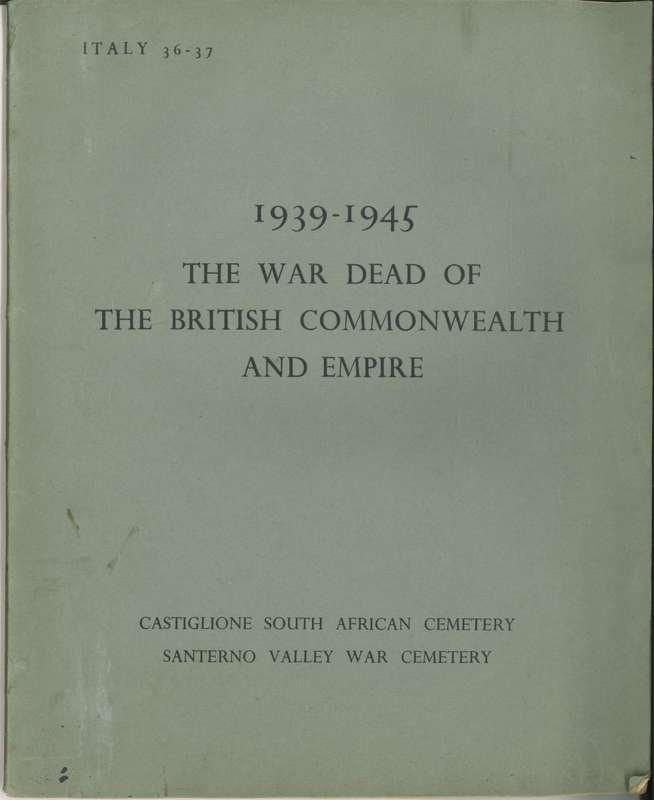 ITALY 36-37
1939-1945
THE WAR DEAD OF
THE BRITISH COMMONWEALTH
AND EMPIRE
CASTIGLIONE SOUTH AFRICAN CEMETERY
SANTERNO VALLEY WAR CEMETERY